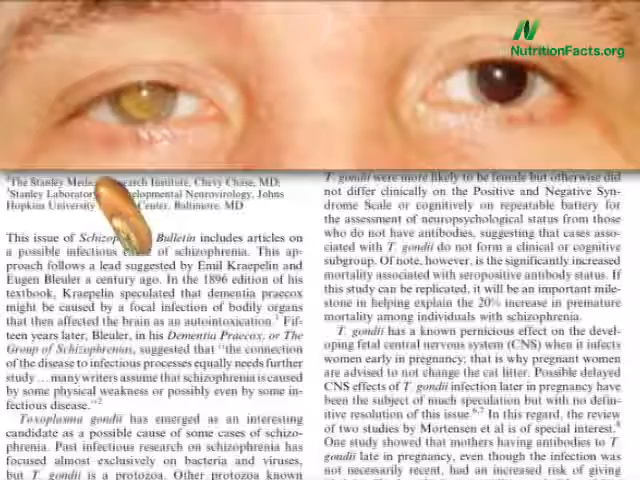 NutritionFacts.org
The Stanley Medical Research Institute, Chevy Chase, MD;
Stanley Laboratory Developmental Neurovirology, Johns
Hopkins University Center, Baltimore, MD
This issue of Schizophrenia Bulletin includes articles on
a possible infectious cause of schizophrenia. This ap-
proach follows a lead suggested by Emil Kraepelin and
Eugen Bleuler a century ago. In the 1896 edition of his
textbook, Kraepelin speculated that dementia praecox
might be caused by a focal infection of bodily organs
that then affected the brain as an autointoxication.1 Fif-
teen years later, Bleuler, in his Dementia Praecox, or The
Group of Schizophrenias, suggested that "the connection
of the disease to infectious processes equally needs further
study ... many writers assume that schizophrenia is caused
by some physical weakness or possibly even by some in-
fectious disease."2
Toxoplasma gondii has emerged as an interesting
candidate as a possible cause of some cases of schizo-
phrenia. Past infectious research on schizophrenia has
focused almost exclusively on bacteria and viruses,
but T. gondii is a protozoa. Other protozoa known
T. gondii were more likely to be female but otherwise did
not differ clinically on the Positive and Negative Syn-
drome Scale or cognitively on repeatable battery for
the assessment of neuropsychological status from those
who do not have antibodies, suggesting that cases asso-
ciated with T. gondii do not form a clinical or cognitive
subgroup. Of note, however, is the significantly increased
mortality associated with seropositive antibody status. If
this study can be replicated, it will be an important mile-
stone in helping explain the 20% increase in premature
mortality among individuals with schizophrenia.
T. gondii has a known pernicious effect on the devel-
oping fetal central nervous system (CNS) when it infects
women early in pregnancy; that is why pregnant women
are advised to not change the cat litter. Possible delayed
CNS effects of T. gondii infection later in pregnancy have
been the subject of much speculation but with no defin-
itive resolution of this issue.6,7 In this regard, the review
of two studies by Mortensen et al is of special interest.8
One study showed that mothers having antibodies to T.
gondii late in pregnancy, even though the infection was
not necessarily recent, had an increased risk of giving